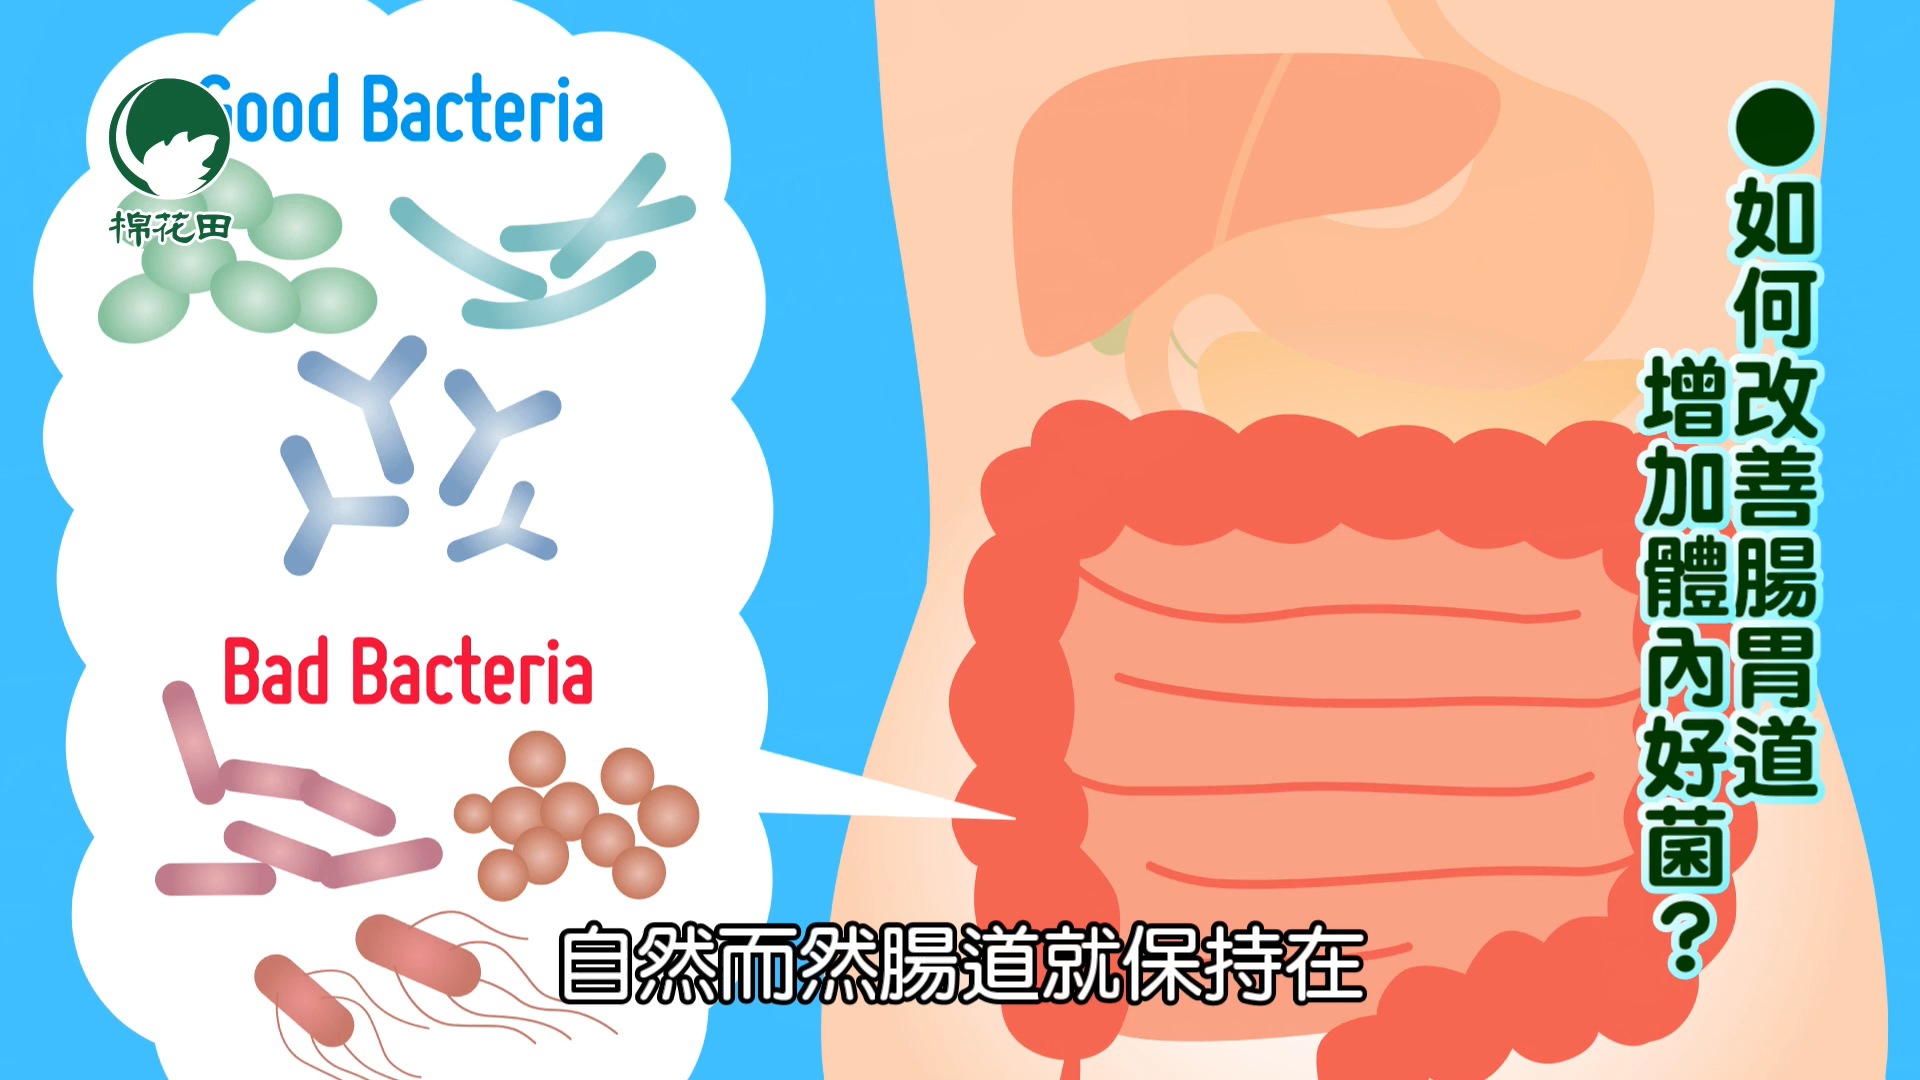 Good Bacteria
棉花田
Bad Bacteria
●如何改善腸胃道
增加體內好菌?
自然而然腸道就保持在